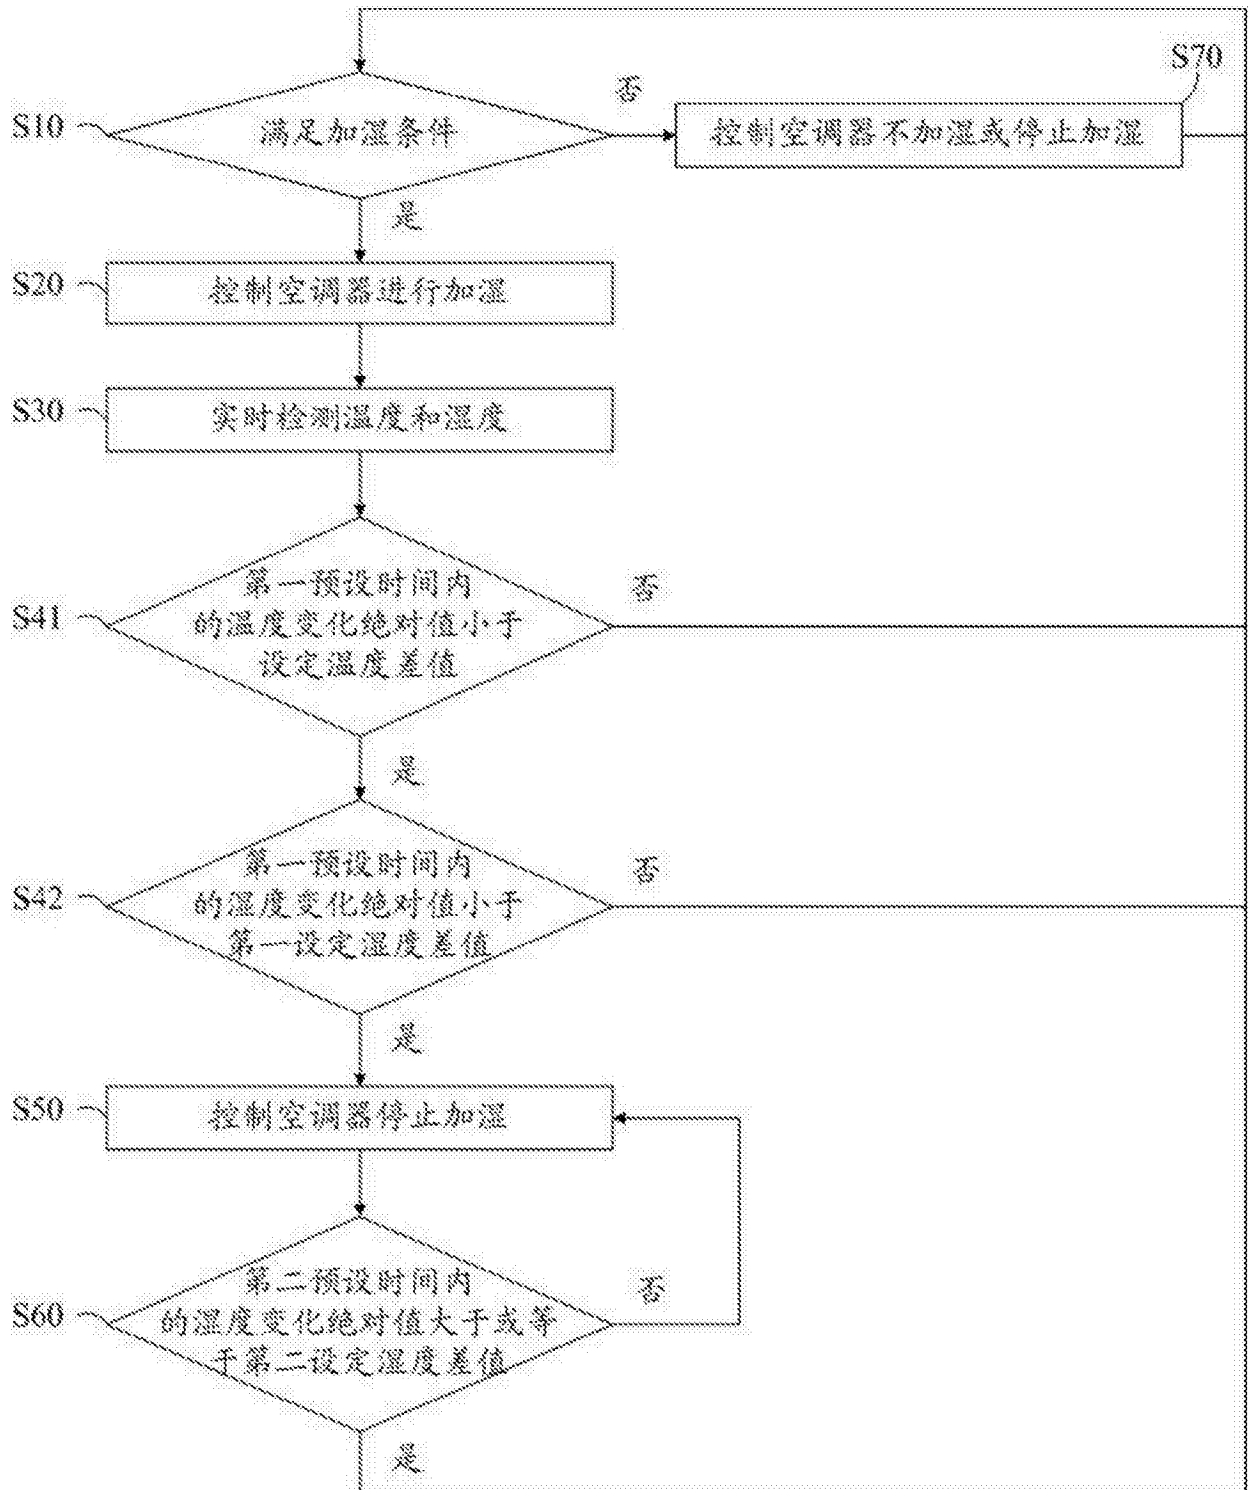 S70
否
S10
满足加湿条件
控制空调器不加湿或停止加湿
是
S20
控制空调器进行加湿
S30
实时检测温度和湿度
第一预设时间内
否
S41
的温度变化绝对值小于
设定温度差值
是
第一预设时间内
否
S42
的湿度变化绝对值小于
第一设定湿度差值
是
S50
控制空调器停止加湿
第二预设时间内
否
S60
的湿度变化绝对值大于或等
于第二设定湿度差值
是